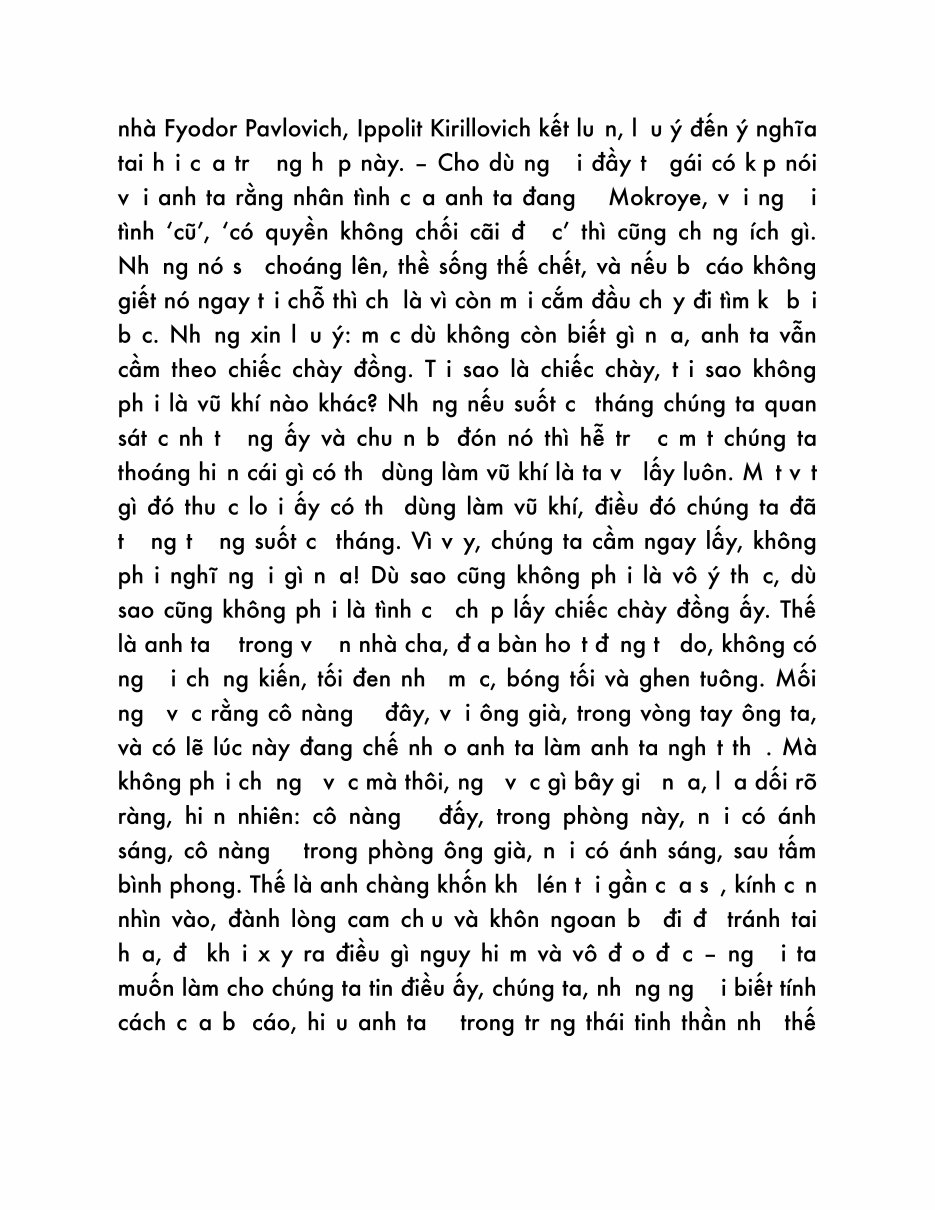 nhà Fyodor Pavlovich, Ippolit Kirillovich kết lu n, l u ý đến ý nghĩa
tai h i c a tr ng h p này. – Cho dù ng i đầy t gái có k p nói
v i anh ta rằng nhân tình c a anh ta đang Mokroye, v i ng i
tình ‘cũ’, ‘có quyền không chối cãi đ c’ thì cũng ch ng ích gì.
Nh ng nó s choáng lên, thề sống thế chết, và nếu b cáo không
giết nó ngay t i chỗ thì ch là vì còn m i cắm đầu ch y đi tìm k b i
b c. Nh ng xin l u ý: m c dù không còn biết gì n a, anh ta vẫn
cầm theo chiếc chày đồng. T i sao là chiếc chày, t i sao không
ph i là vũ khí nào khác? Nh ng nếu suốt c tháng chúng ta quan
sát c nh t ng ấy và chu n b đón nó thì hễ tr c m t chúng ta
thoáng hi n cái gì có th dùng làm vũ khí là ta v lấy luôn. M t v t
gì đó thu c lo i ấy có th dùng làm vũ khí, điều đó chúng ta đã
t ng t ng suốt c tháng. Vì v y, chúng ta cầm ngay lấy, không
ph i nghĩ ng i gì n a! Dù sao cũng không ph i là vô ý th c, dù
sao cũng không ph i là tình c ch p lấy chiếc chày đồng ấy. Thế
là anh ta trong v n nhà cha, đ a bàn ho t đ ng t do, không có
ng i ch ng kiến, tối đen nh m c, bóng tối và ghen tuông. Mối
ng v c rằng cô nàng đây, v i ông già, trong vòng tay ông ta,
và có lẽ lúc này đang chế nh o anh ta làm anh ta ngh t th . Mà
không ph i ch ng v c mà thôi, ng v c gì bây gi n a, l a dối rõ
ràng, hi n nhiên: cô nàng đấy, trong phòng này, n i có ánh
sáng, cô nàng trong phòng ông già, n i có ánh sáng, sau tấm
bình phong. Thế là anh chàng khốn kh lén t i gần c a s , kính c n
nhìn vào, đành lòng cam ch u và khôn ngoan b đi đ tránh tai
h a, đ kh i x y ra điều gì nguy hi m và vô đ o đ c – ng i ta
muốn làm cho chúng ta tin điều ấy, chúng ta, nh ng ng i biết tính
cách c a b cáo, hi u anh ta trong tr ng thái tinh thần nh thế